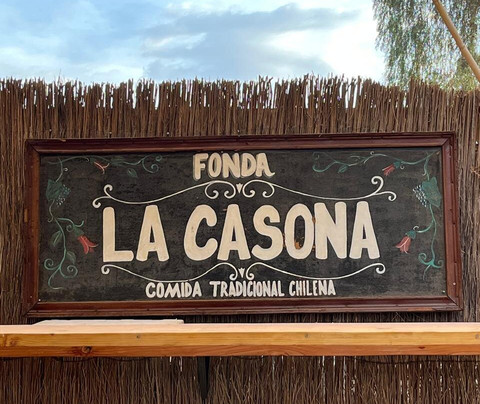 FONDA
LA CASONA
COMIDA TRADICIONAL CHILENA